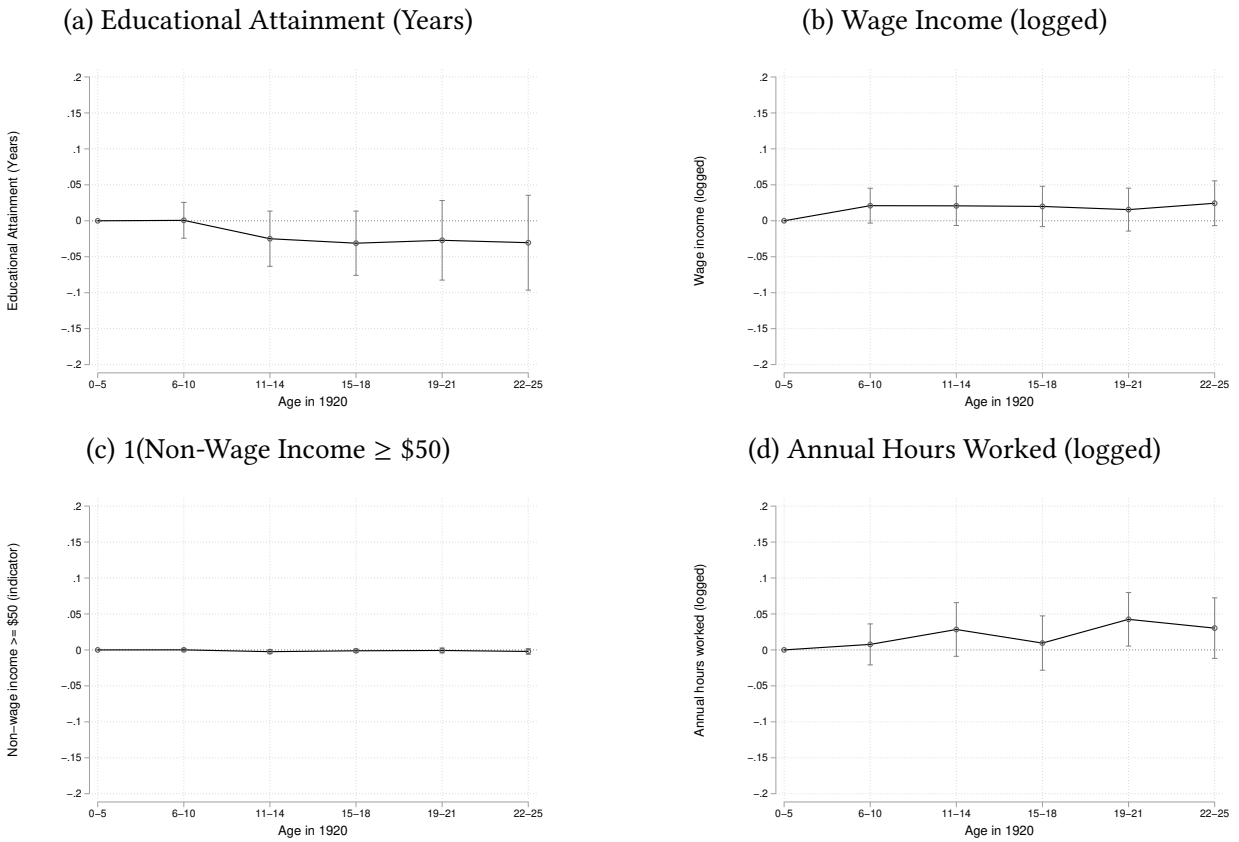 (a) Educational Attainment (Years)
.2
.15
.1
.05
0
−.05
−.1
−.15
−.2
Educational Attainment (Years)
0−5 6−10 11−14 15−18 19−21 22−25
Age in 1920
(b) Wage Income (logged)
.2
.15
.1
.05
0
−.05
−.1
−.15
−.2
Wage income (logged)
0−5 6−10 11−14 15−18 19−21 22−25
Age in 1920
(c) 1(Non-Wage Income ≥ $50)
.2
.15
.1
.05
0
−.05
−.1
−.15
−.2
Non−wage income >= $50 (indicator)
0−5 6−10 11−14 15−18 19−21 22−25
Age in 1920
(d) Annual Hours Worked (logged)
.2
.15
.1
.05
0
−.05
−.1
−.15
−.2
Annual hours worked (logged)
0−5 6−10 11−14 15−18 19−21 22−25
Age in 1920